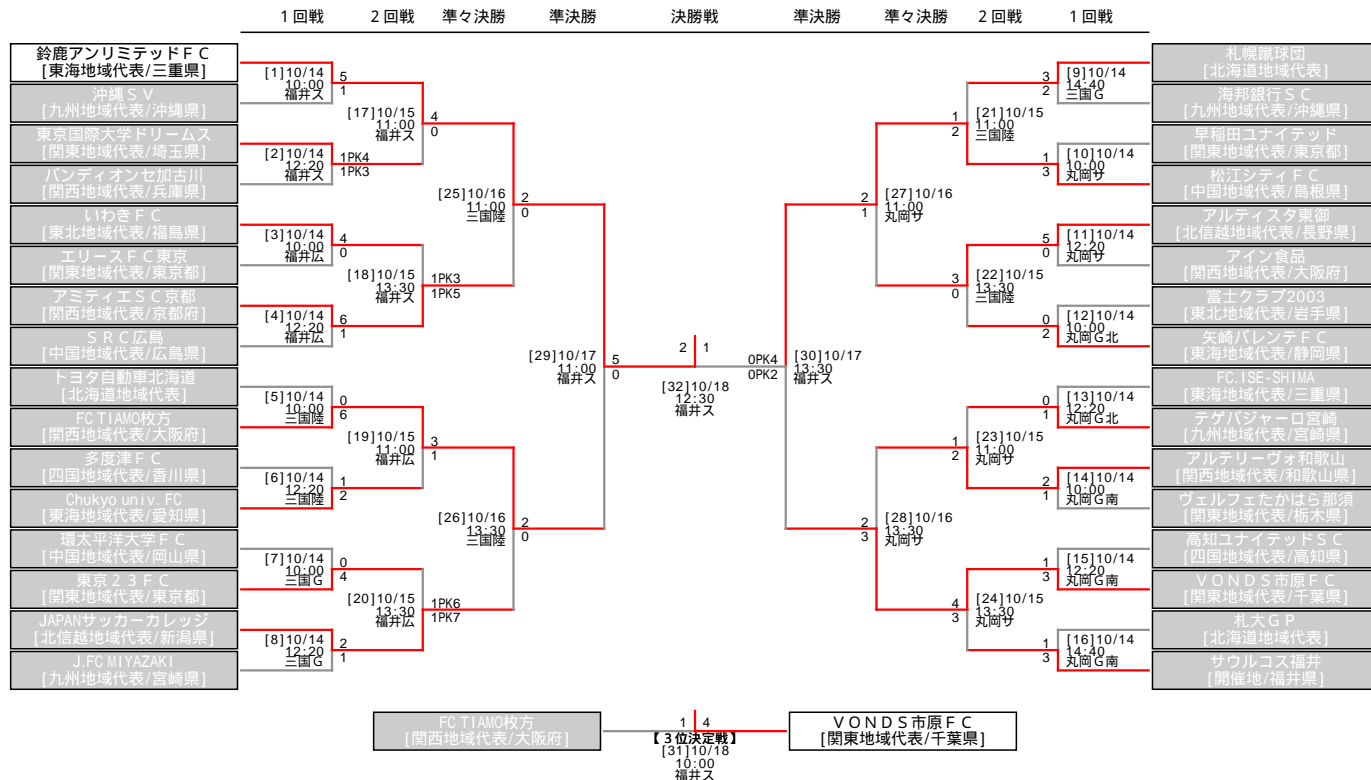 1回戦 2回戦 準々決勝 準決勝 決勝戦 準決勝 準々決勝 2回戦 1回戦
鈴鹿アンリミテッドFC
[東海地域代表/三重県]
沖縄SV
[九州地域代表/沖縄県]
東京国際大学ドリームス
[関東地域代表/埼玉県]
バンディオンセ加古川
[関西地域代表/兵庫県]
いわきFC
[東北地域代表/福島県]
エリースFC東京
[関東地域代表/東京都]
アミティエSC京都
[関西地域代表/京都府]
SRC広島
[中国地域代表/広島県]
トヨタ自動車北海道
[北海道地域代表]
FC TIAMO枚方
[関西地域代表/大阪府]
多度津FC
[四国地域代表/香川県]
Chukyo univ. FC
[東海地域代表/愛知県]
環太平洋大学FC
[中国地域代表/岡山県]
東京23FC
[関東地域代表/東京都]
JAPANサッカーカレッジ
[北信越地域代表/新潟県]
J.FC MIYAZAKI
[九州地域代表/宮崎県]
[1]10/14
10:00
福井ス
5
1
[2]10/14
12:20
福井ス
1PK4
1PK3
[3]10/14
10:00
福井広
4
0
[4]10/14
12:20
福井広
6
1
[5]10/14
10:00
三国陸
0
6
[6]10/14
12:20
三国陸
1
2
[7]10/14
10:00
三国G
0
4
[8]10/14
12:20
三国G
2
1
[17]10/15
11:00
福井ス
4
0
[18]10/15
13:30
福井ス
1PK3
1PK5
[19]10/15
11:00
福井広
3
1
[20]10/15
13:30
福井広
1PK6
1PK7
[25]10/16
11:00
三国陸
2
0
[26]10/16
13:30
三国陸
2
0
[29]10/17
11:00
福井ス
5
0
2 1
[32]10/18
12:30
福井ス
0PK4
0PK2
[30]10/17
13:30
福井ス
2
1
[27]10/16
11:00
丸岡サ
2
3
[28]10/16
13:30
丸岡サ
1
2
[21]10/15
11:00
三国陸
3
0
[22]10/15
13:30
三国陸
1
2
[23]10/15
11:00
丸岡サ
4
3
[24]10/15
13:30
丸岡サ
3
2
[9]10/14
14:40
三国G
1
3
[10]10/14
10:00
丸岡サ
5
0
[11]10/14
12:20
丸岡サ
0
2
[12]10/14
10:00
丸岡G北
0
1
[13]10/14
12:20
丸岡G北
2
1
[14]10/14
10:00
丸岡G南
1
3
[15]10/14
12:20
丸岡G南
1
3
[16]10/14
14:40
丸岡G南
札幌蹴球団
[北海道地域代表]
海邦銀行SC
[九州地域代表/沖縄県]
早稲田ユナイテッド
[関東地域代表/東京都]
松江シティFC
[中国地域代表/島根県]
アルティスタ東御
[北信越地域代表/長野県]
アイン食品
[関西地域代表/大阪府]
富士クラブ2003
[東北地域代表/岩手県]
矢崎バレンテFC
[東海地域代表/静岡県]
FC.ISE-SHIMA
[東海地域代表/三重県]
テゲバジャーロ宮崎
[九州地域代表/宮崎県]
アルテリーヴォ和歌山
[関西地域代表/和歌山県]
ヴェルフェたかはら那須
[関東地域代表/栃木県]
高知ユナイテッドSC
[四国地域代表/高知県]
VONDS市原FC
[関東地域代表/千葉県]
札大GP
[北海道地域代表]
サウルコス福井
[開催地/福井県]
FC TIAMO枚方
[関西地域代表/大阪府]
1 4
【3位決定戦】
[31]10/18
10:00
福井ス
VONDS市原FC
[関東地域代表/千葉県]